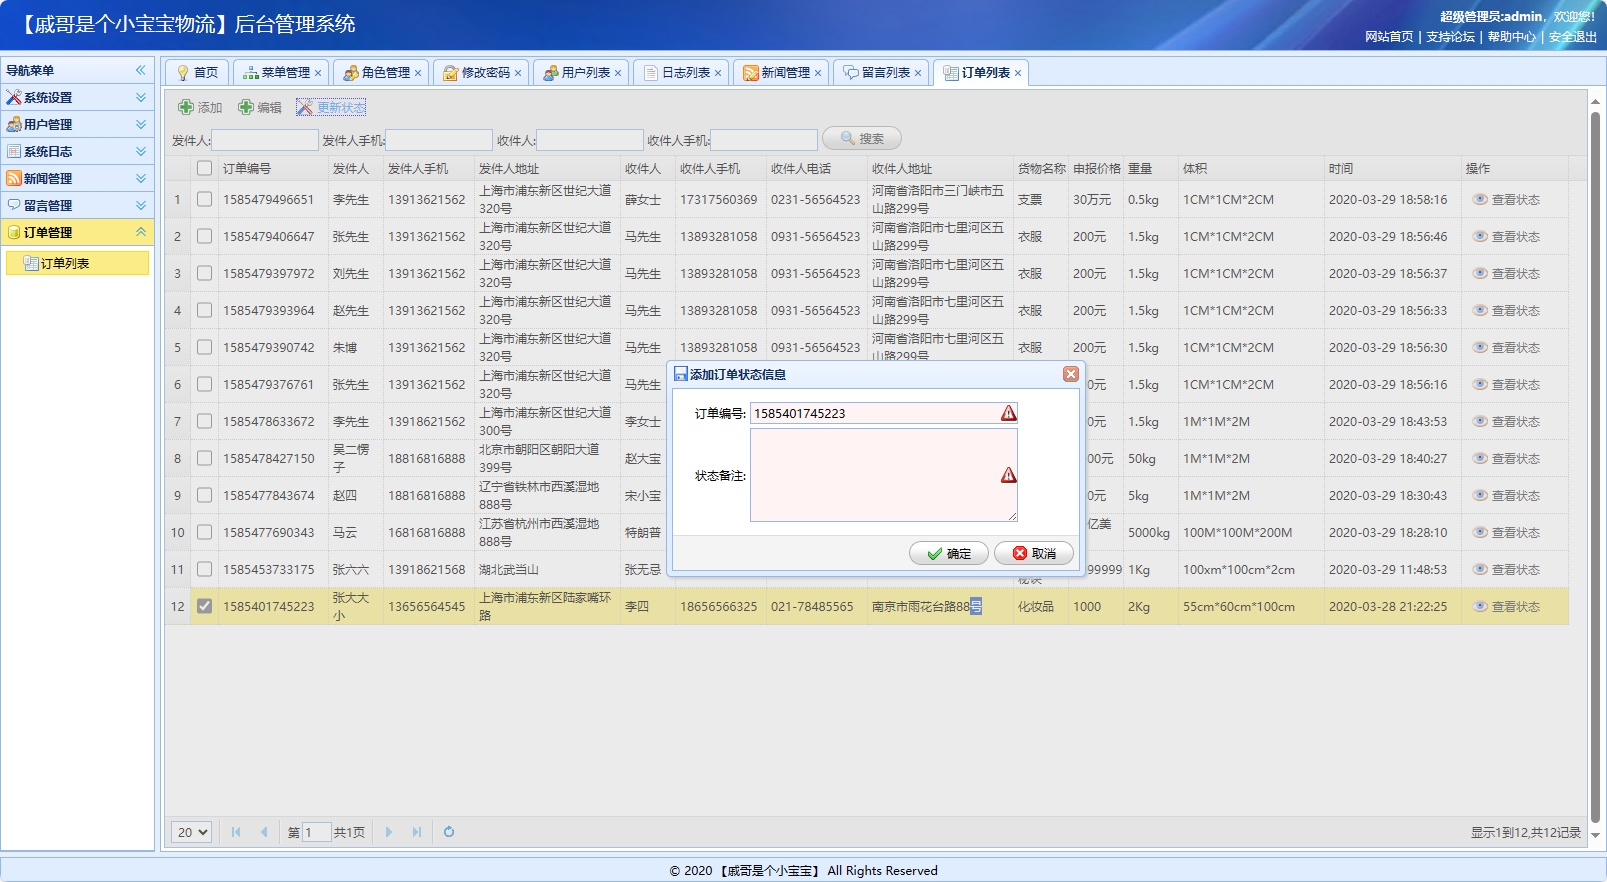 【戚哥是个小宝宝物流】后台管理系统
超级管理员:admin，欢迎您!
网站首页 | 支持论坛 | 帮助中心 | 安全退出
导航菜单
系统设置
用户管理
系统日志
新闻管理
留言管理
订单管理
订单列表
首页 菜单管理 角色管理 修改密码 用户列表 日志列表 新闻管理 留言列表 订单列表
添加 编辑 更新状态
发件人: 发件人手机: 收件人: 收件人手机: 搜索
订单编号 发件人 发件人手机 发件人地址 收件人 收件人手机 收件人电话 收件人地址 货物名称 申报价格 重量 体积 时间 操作
1 1585479496651 李先生 13913621562 上海市浦东新区世纪大道320号 薛女士 17317560369 0231-56564523 河南省洛阳市三门峡市五山路299号 支票 30万元 0.5kg 1CM*1CM*2CM 2020-03-29 18:58:16 查看状态
2 1585479406647 张先生 13913621562 上海市浦东新区世纪大道320号 马先生 13893281058 0931-56564523 河南省洛阳市七里河区五山路299号 衣服 200元 1.5kg 1CM*1CM*2CM 2020-03-29 18:56:46 查看状态
3 1585479397972 刘先生 13913621562 上海市浦东新区世纪大道320号 马先生 13893281058 0931-56564523 河南省洛阳市七里河区五山路299号 衣服 200元 1.5kg 1CM*1CM*2CM 2020-03-29 18:56:37 查看状态
4 1585479393964 赵先生 13913621562 上海市浦东新区世纪大道320号 马先生 13893281058 0931-56564523 河南省洛阳市七里河区五山路299号 衣服 200元 1.5kg 1CM*1CM*2CM 2020-03-29 18:56:33 查看状态
5 1585479390742 朱博 13913621562 上海市浦东新区世纪大道320号 马先生 13893281058 0931-56564523 河南省洛阳市七里河区五山路299号 衣服 200元 1.5kg 1CM*1CM*2CM 2020-03-29 18:56:30 查看状态
6 1585479376761 张先生 13913621562 上海市浦东新区世纪大道320号 马先生 0元 1.5kg 1CM*1CM*2CM 2020-03-29 18:56:16 查看状态
7 1585478633672 李先生 13918621562 上海市浦东新区世纪大道300号 李女士 0元 1.5kg 1M*1M*2M 2020-03-29 18:43:53 查看状态
8 1585478427150 吴二愣子 18816816888 北京市朝阳区朝阳大道399号 赵大宝 00元 50kg 1M*1M*2M 2020-03-29 18:40:27 查看状态
9 1585477843674 赵四 18816816888 辽宁省铁林市西溪湿地888号 宋小宝 0元 5kg 1M*1M*2M 2020-03-29 18:30:43 查看状态
10 1585477690343 马云 16816816888 江苏省杭州市西溪湿地888号 特朗普 亿美 5000kg 100M*100M*200M 2020-03-29 18:28:10 查看状态
11 1585453733175 张六六 13918621568 湖北武当山 张无忌 99999 1Kg 100xm*100cm*2cm 2020-03-29 11:48:53 查看状态
12 1585401745223 张大大小 13656564545 上海市浦东新区陆家嘴环路 李四 18656566325 021-78485565 南京市雨花台路88号 化妆品 1000 2Kg 55cm*60cm*100cm 2020-03-28 21:22:25 查看状态
添加订单状态信息
订单编号: 1585401745223
状态备注:
确定 取消
20 第 1 共1页
显示1到12,共12记录
© 2020 【戚哥是个小宝宝】 All Rights Reserved